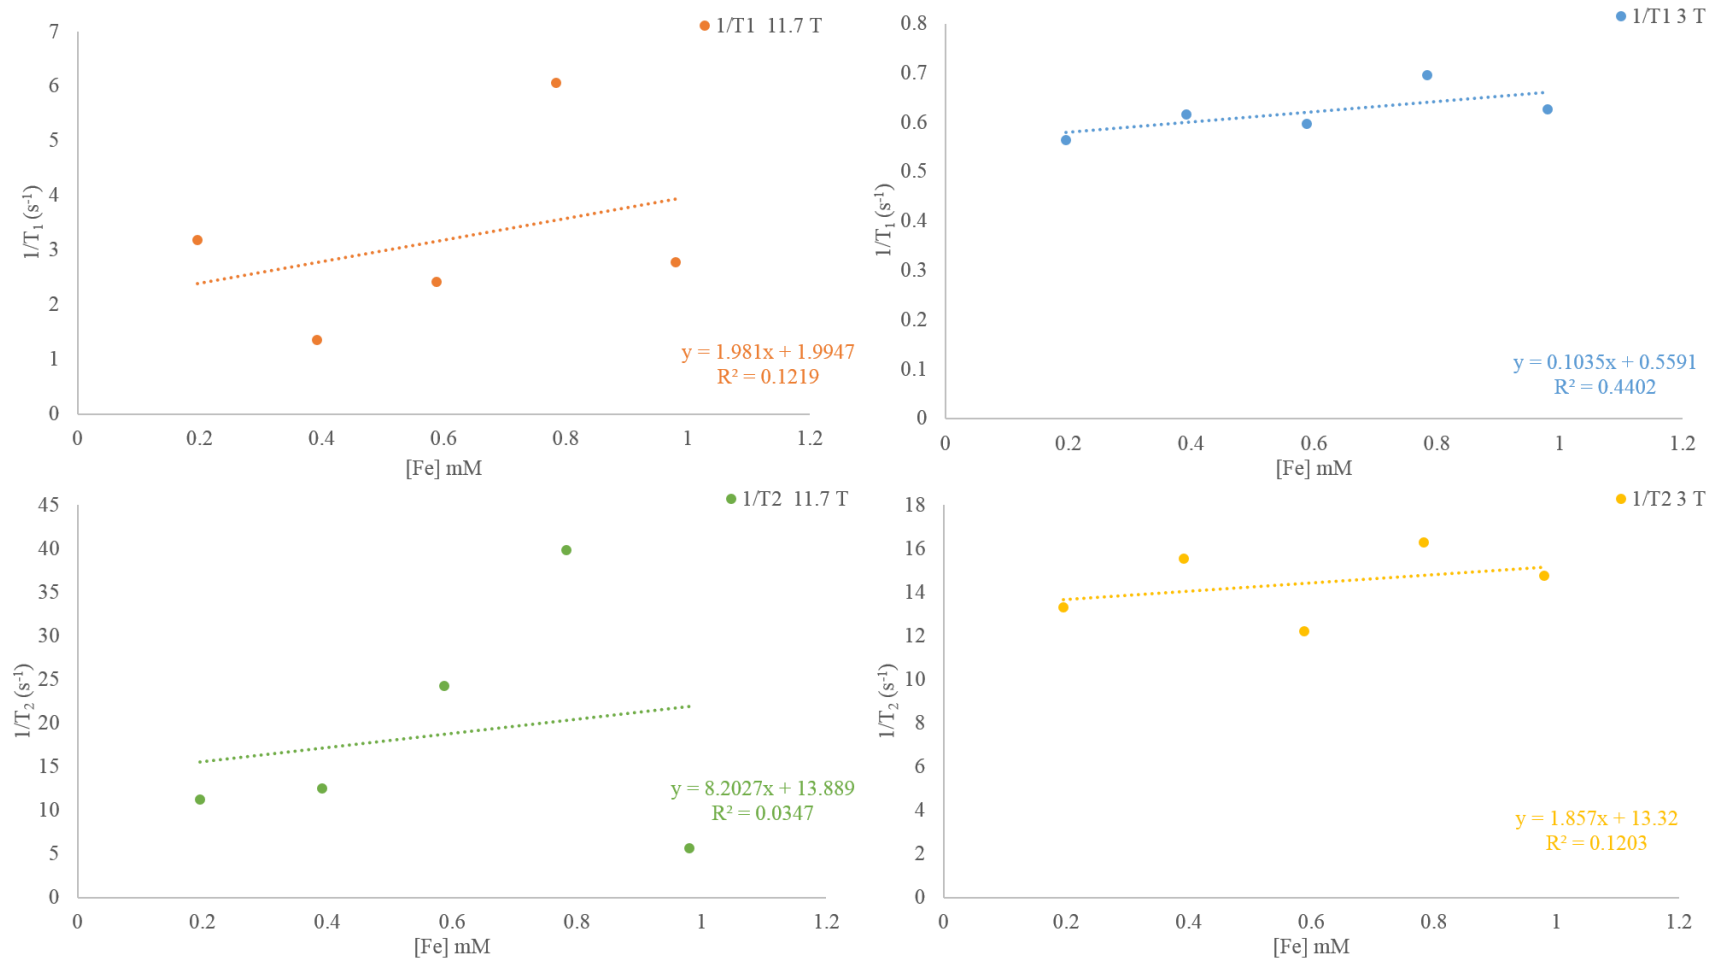 1/T1 11.7 T
7
6
5
4
3
2
1
0
1/T₁ (s⁻¹)
0 0.2 0.4 0.6 0.8 1 1.2
[Fe] mM
y = 1.981x + 1.9947
R² = 0.1219
1/T1 3 T
0.8
0.7
0.6
0.5
0.4
0.3
0.2
0.1
0
1/T₁ (s⁻¹)
0 0.2 0.4 0.6 0.8 1 1.2
[Fe] mM
y = 0.1035x + 0.5591
R² = 0.4402
1/T2 11.7 T
45
40
35
30
25
20
15
10
5
0
1/T₂ (s⁻¹)
0 0.2 0.4 0.6 0.8 1 1.2
[Fe] mM
y = 8.2027x + 13.889
R² = 0.0347
1/T2 3 T
18
16
14
12
10
8
6
4
2
0
1/T₂ (s⁻¹)
0 0.2 0.4 0.6 0.8 1 1.2
[Fe] mM
y = 1.857x + 13.32
R² = 0.1203